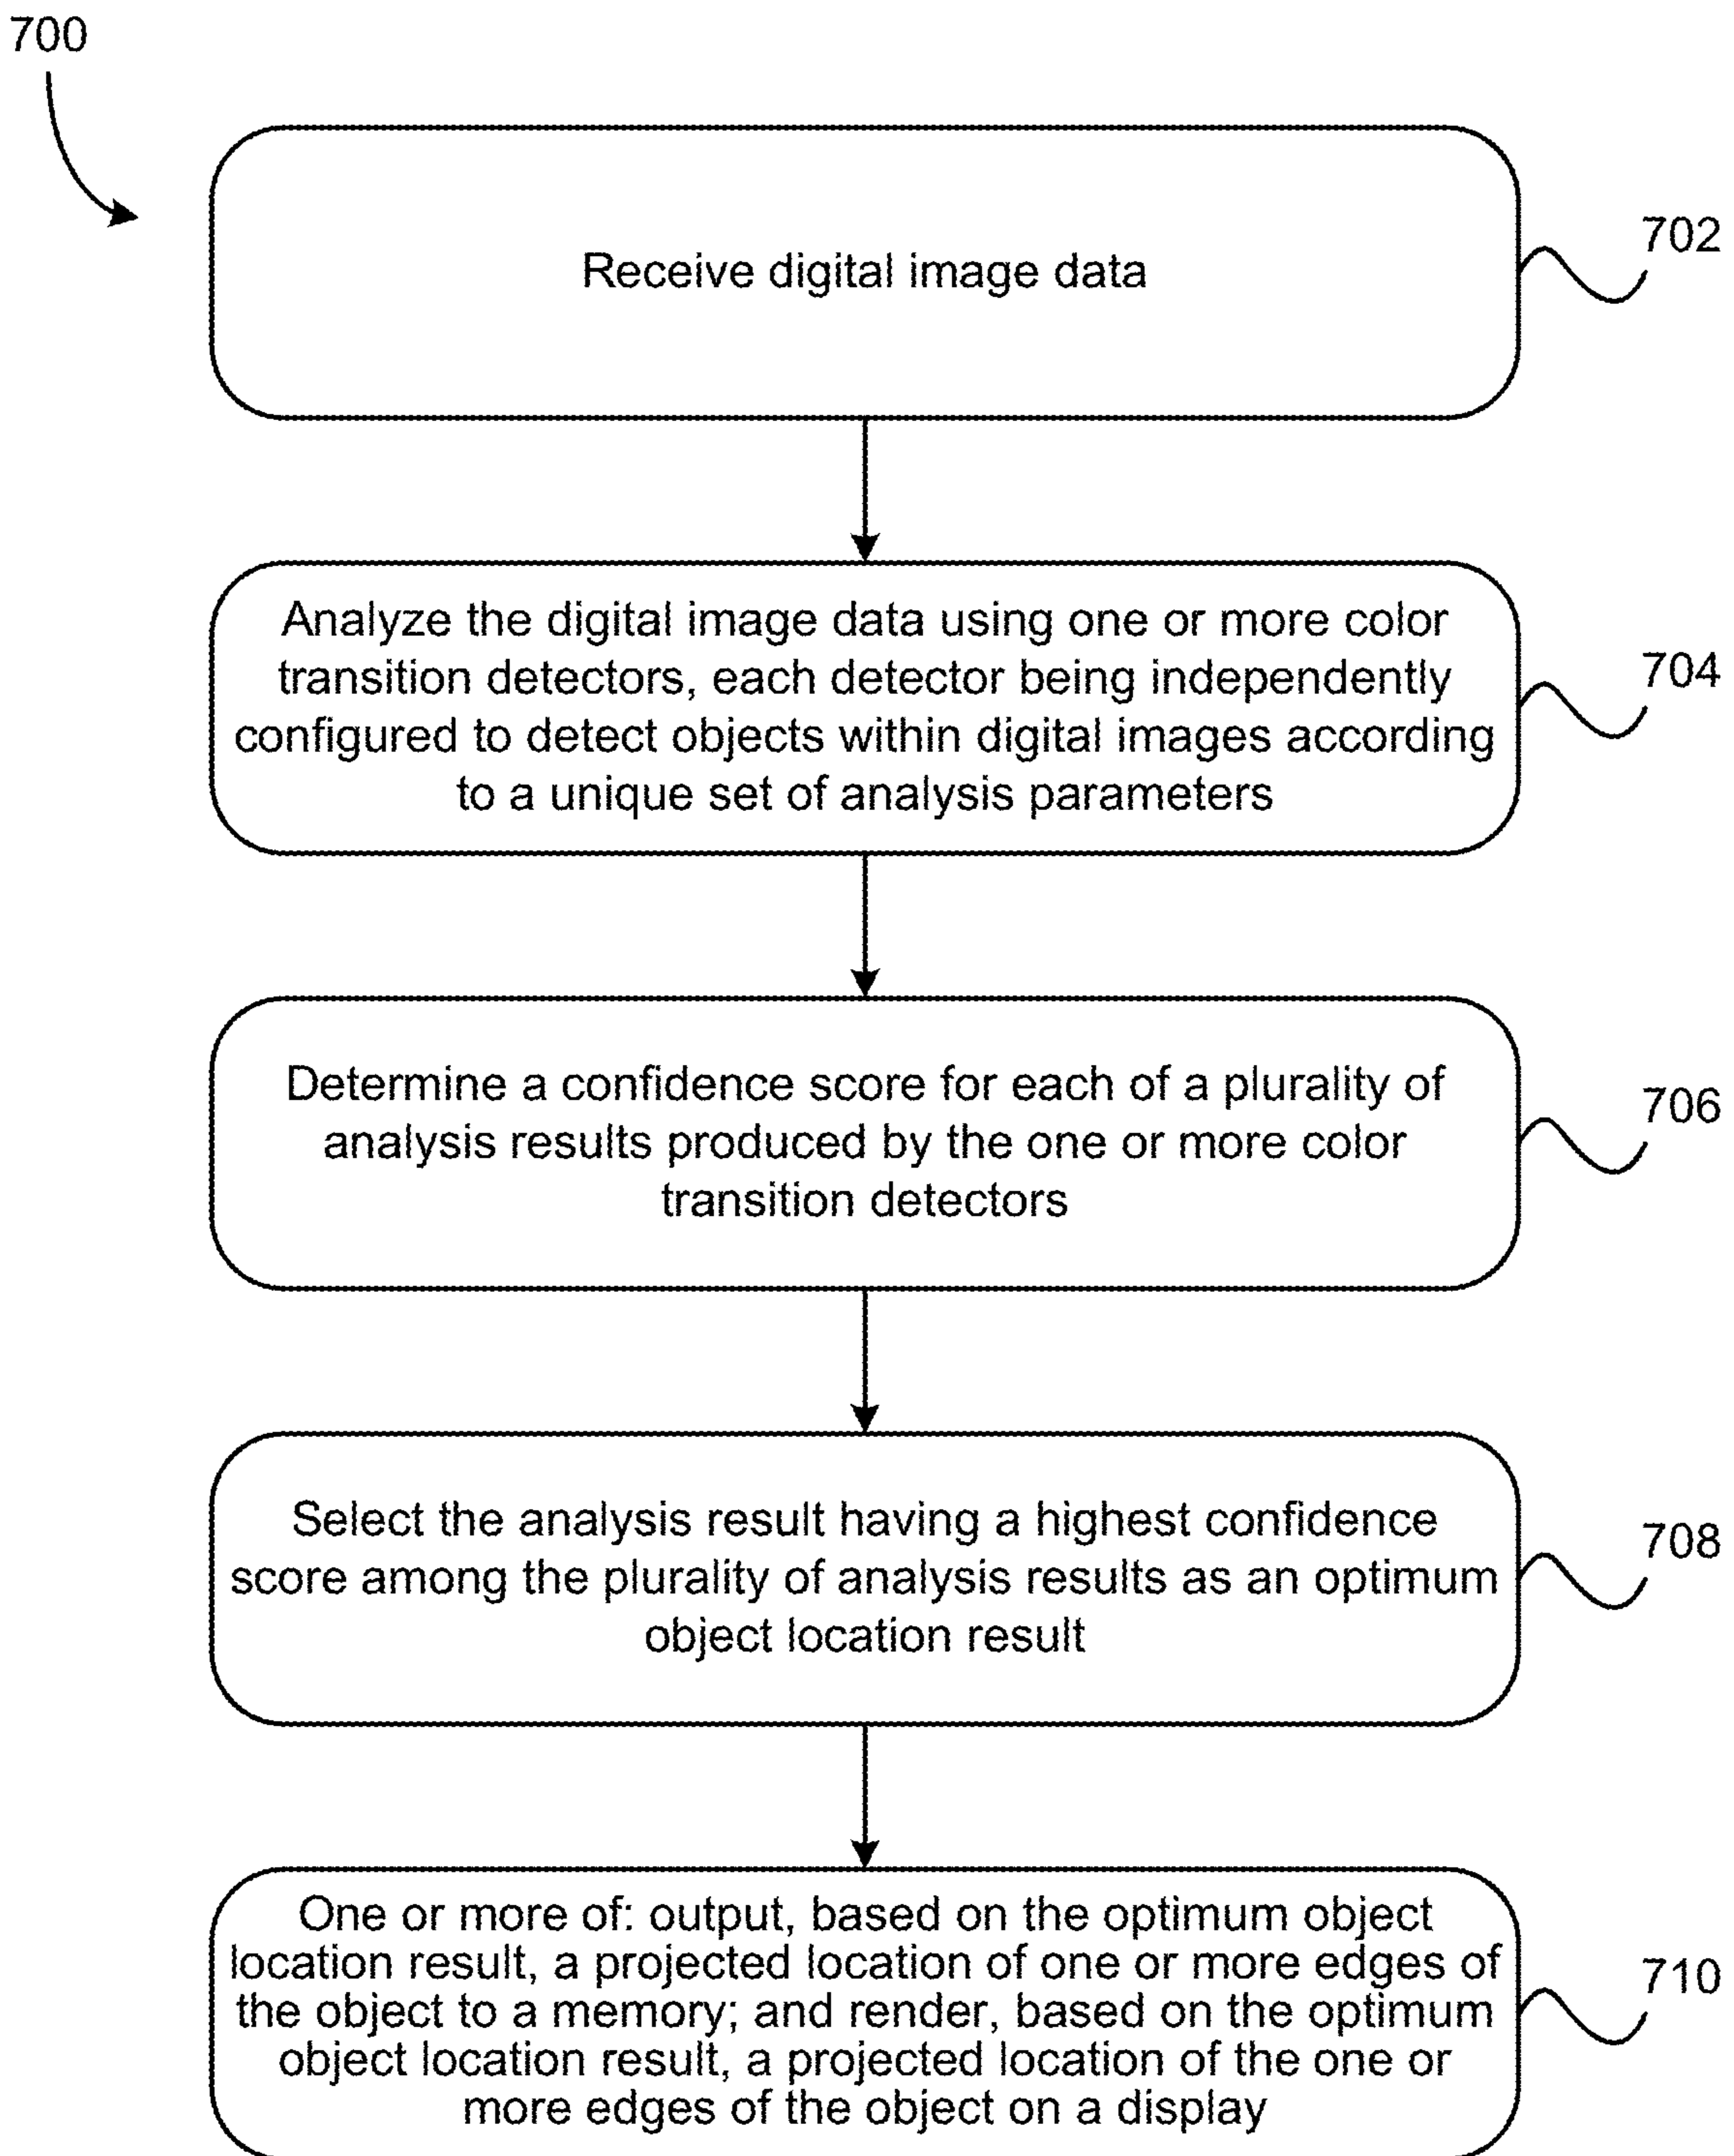 700
Receive digital image data
702
Analyze the digital image data using one or more color
transition detectors, each detector being independently
configured to detect objects within digital images according
to a unique set of analysis parameters
704
Determine a confidence score for each of a plurality of
analysis results produced by the one or more color
transition detectors
706
Select the analysis result having a highest confidence
score among the plurality of analysis results as an optimum
object location result
708
One or more of: output, based on the optimum object
location result, a projected location of one or more edges of
the object to a memory; and render, based on the optimum
object location result, a projected location of the one or
more edges of the object on a display
710